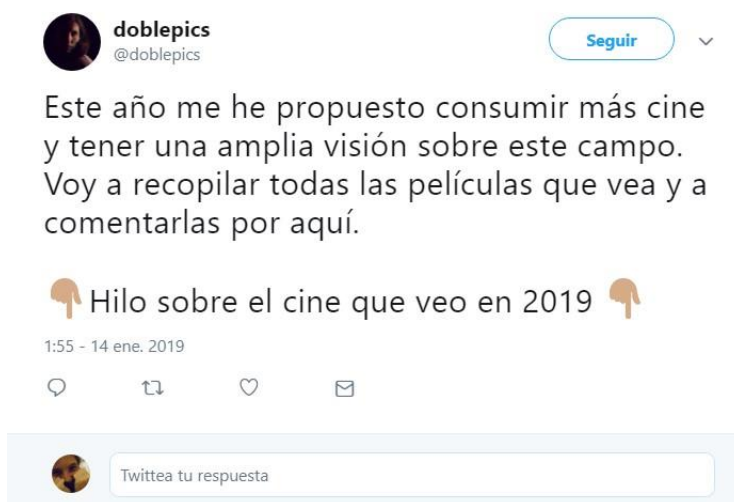 doblepics
@doblepics
Seguir
Este año me he propuesto consumir más cine
y tener una amplia visión sobre este campo.
Voy a recopilar todas las películas que vea y a
comentarlas por aquí.
👇🏽Hilo sobre el cine que veo en 2019 👇🏽
1:55 - 14 ene. 2019
Twittea tu respuesta